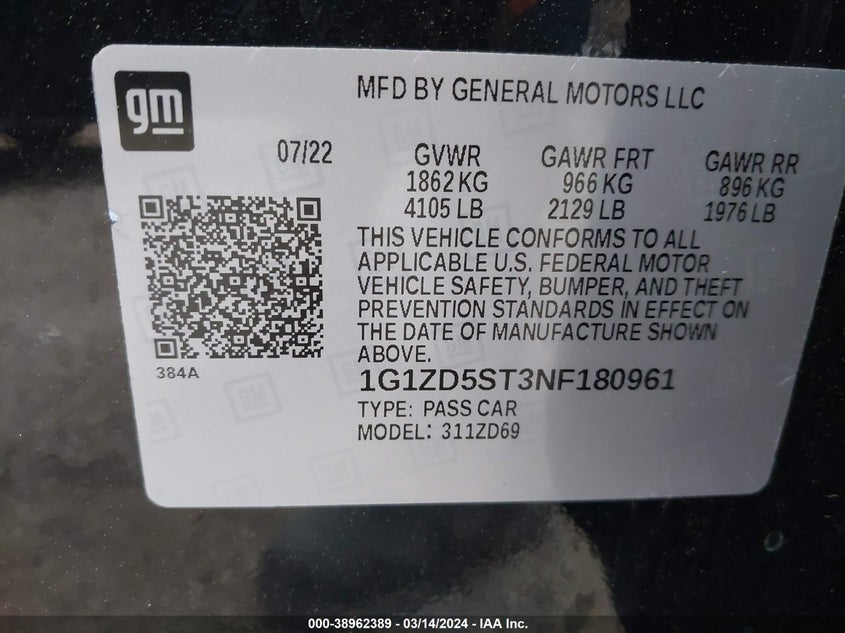 gm
MFD BY GENERAL MOTORS LLC
07/22 GVWR GAWR FRT GAWR RR
1862 KG 966 KG 896 KG
4105 LB 2129 LB 1976 LB
THIS VEHICLE CONFORMS TO ALL
APPLICABLE U.S. FEDERAL MOTOR
VEHICLE SAFETY, BUMPER, AND THEFT
PREVENTION STANDARDS IN EFFECT ON
THE DATE OF MANUFACTURE SHOWN
ABOVE.
384A
1G1ZD5ST3NF180961
TYPE: PASS CAR
MODEL: 311ZD69
000-38962389 - 03/14/2024 - IAA Inc.